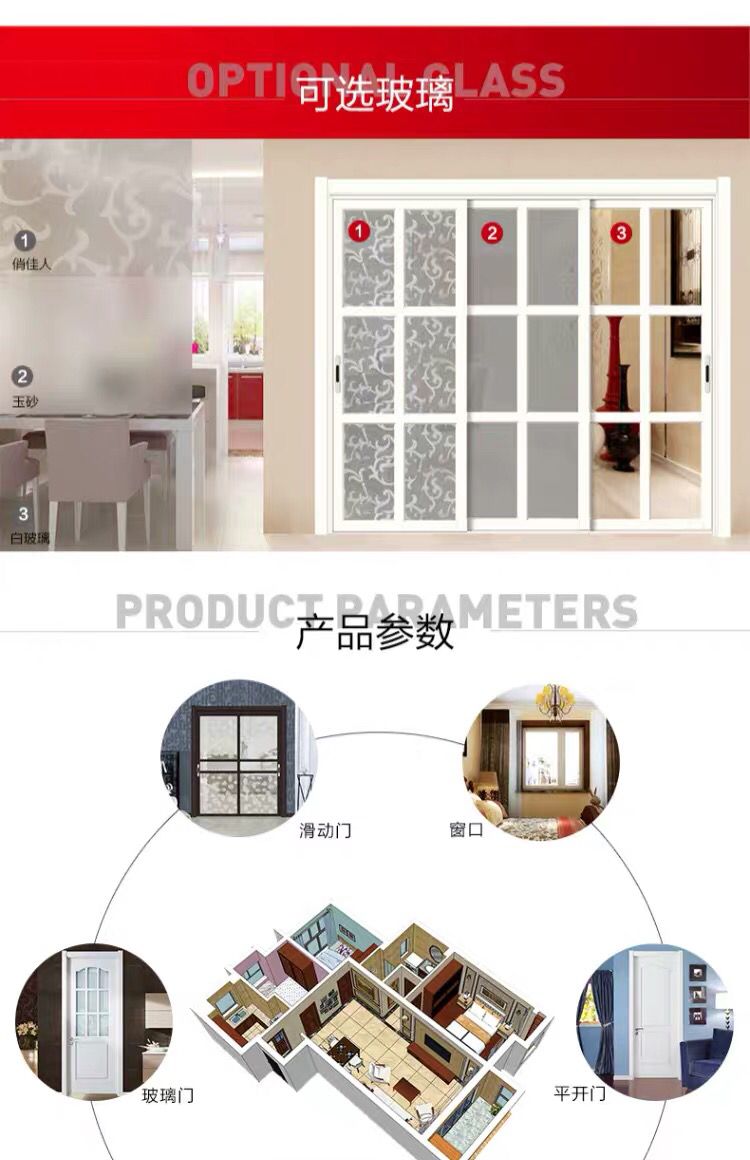 OPTIONAL GLASS
可选玻璃
1
俏佳人
2
玉砂
3
白玻璃
1
2
3
PRODUCT PARAMETERS
产品参数
滑动门
窗口
玻璃门
平开门